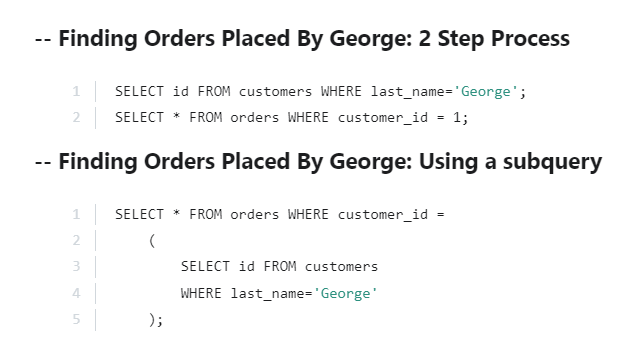 -- Finding Orders Placed By George: 2 Step Process
1 SELECT id FROM customers WHERE last_name='George';
2 SELECT * FROM orders WHERE customer_id = 1;
-- Finding Orders Placed By George: Using a subquery
1 SELECT * FROM orders WHERE customer_id =
2 (
3 SELECT id FROM customers
4 WHERE last_name='George'
5 );